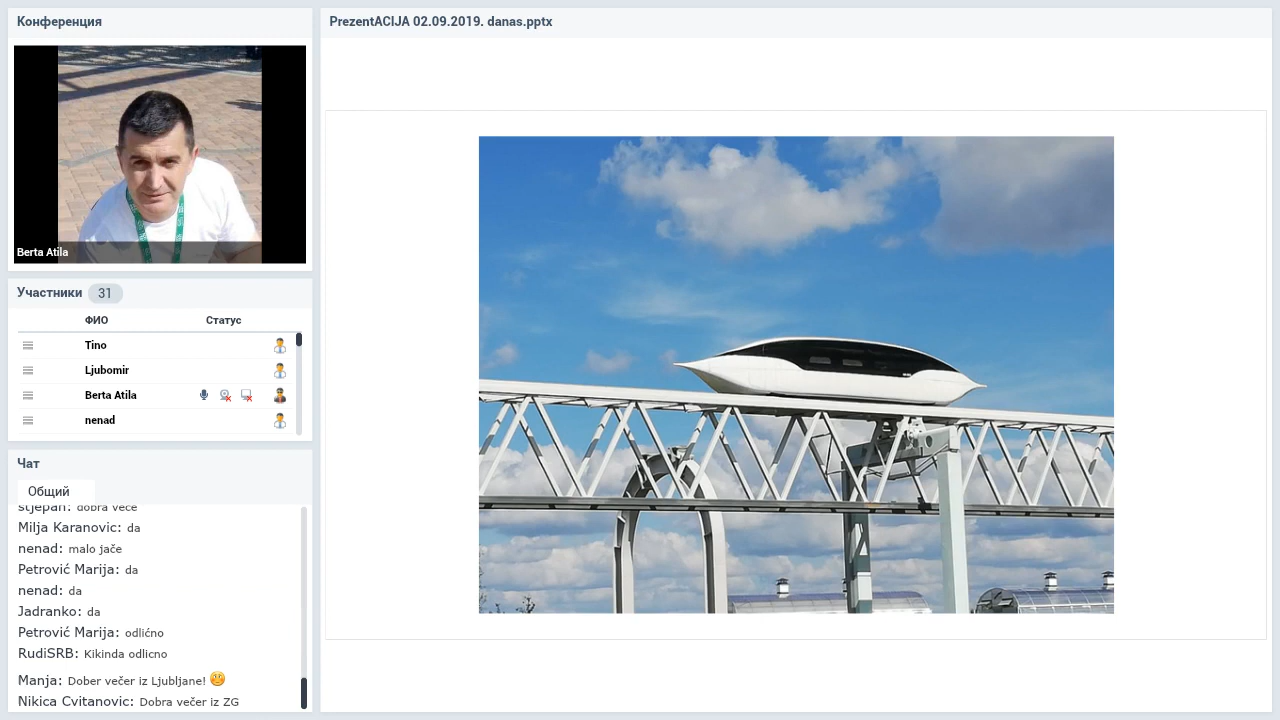 Конференция
Berta Atila
Участники 31
ФИО Статус
Tino
Ljubomir
Berta Atila
nenad
Чат
Общий
stjepan: dobra veče
Milja Karanovic: da
nenad: malo jače
Petrović Marija: da
nenad: da
Jadranko: da
Petrović Marija: odlićno
RudiSRB: Kikinda odlicno
Manja: Dober večer iz Ljubljane!
Nikica Cvitanovic: Dobra večer iz ZG
PrezentACIJA 02.09.2019. danas.pptx